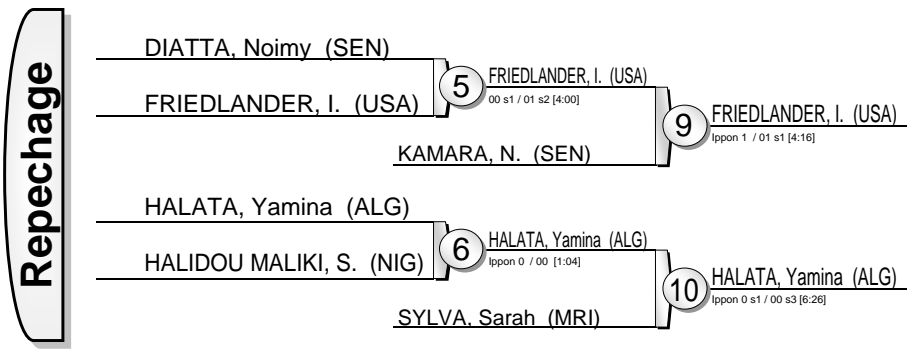 Repechage
DIATTA, Noimy (SEN)
FRIEDLANDER, I. (USA)
5
FRIEDLANDER, I. (USA)
00 s1 / 01 s2 [4:00]
KAMARA, N. (SEN)
9
FRIEDLANDER, I. (USA)
Ippon 1 / 01 s1 [4:16]
HALATA, Yamina (ALG)
HALIDOU MALIKI, S. (NIG)
6
HALATA, Yamina (ALG)
Ippon 0 / 00 [1:04]
SYLVA, Sarah (MRI)
10
HALATA, Yamina (ALG)
Ippon 0 s1 / 00 s3 [6:26]